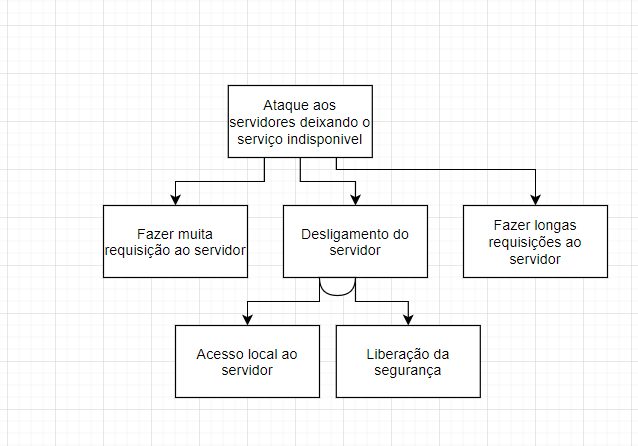 Ataque aos
servidores deixando o
serviço indisponivel
Fazer muita
requisição ao servidor
Desligamento do
servidor
Fazer longas
requisições ao
servidor
Acesso local ao
servidor
Liberação da
segurança